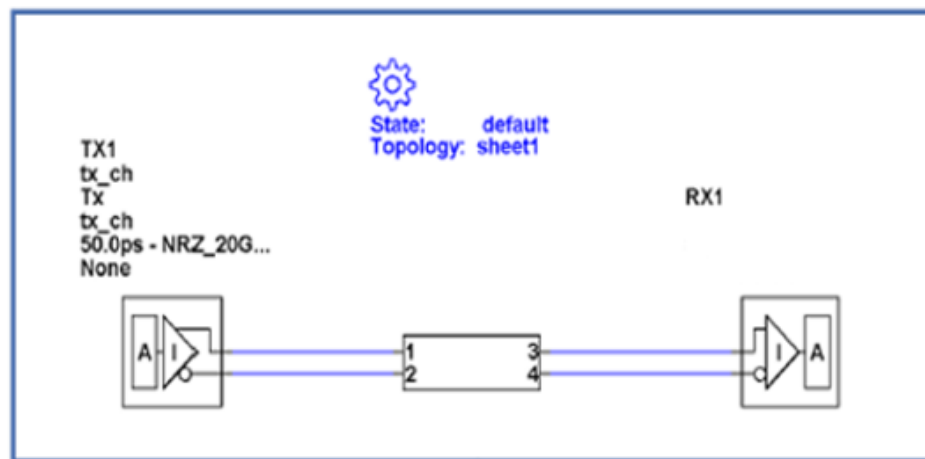 State: default
Topology: sheet1
TX1
tx_ch
Tx
tx_ch
50.0ps - NRZ_20G...
None
RX1
A I
1 3
2 4
I A